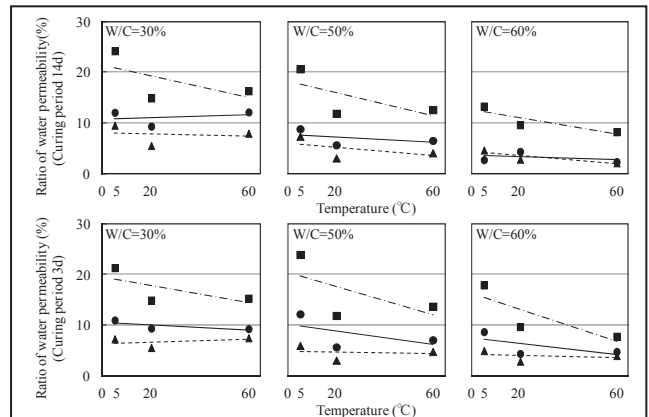 Ratio of water permeability(%)
(Curing period 14d)
30
20
10
0
W/C=30%
W/C=50%
W/C=60%
0 5 20 60
0 5 20 60
0 5 20 60
Temperature (℃)
Ratio of water permeability (%)
(Curing period 3d)
30
20
10
0
W/C=30%
W/C=50%
W/C=60%
0 5 20 60
0 5 20 60
0 5 20 60
Temperature (℃)